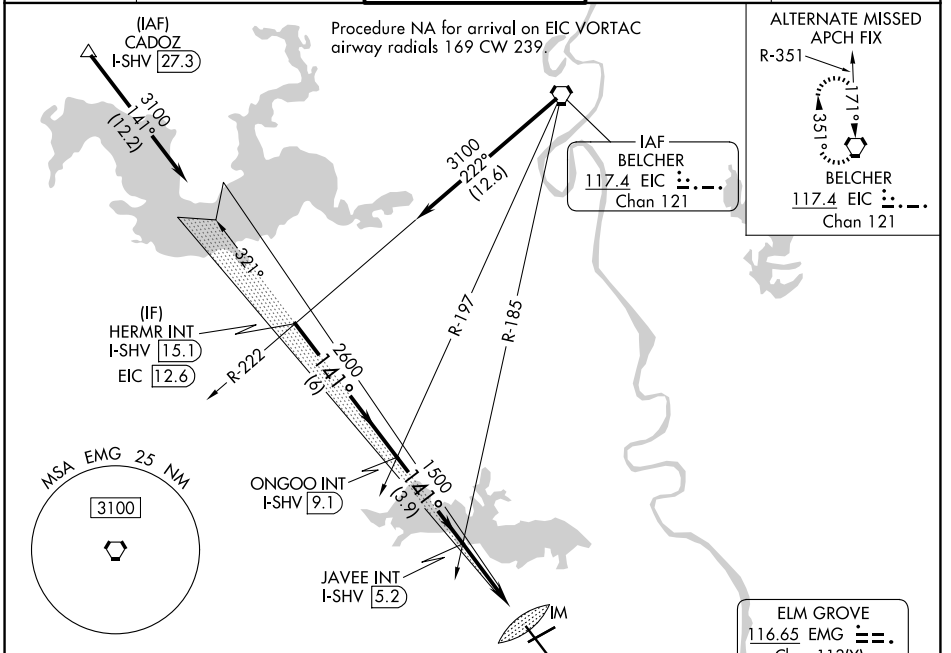 (IAF)
CADOZ
I-SHV 27.3
Procedure NA for arrival on EIC VORTAC
airway radials 169 CW 239.
ALTERNATE MISSED
APCH FIX
R-351
171°
351°
BELCHER
117.4 EIC
Chan 121
3100
141°
(12.2)
3100
222°
(12.6)
IAF
BELCHER
117.4 EIC
Chan 121
321°
R-197
R-185
(IF)
HERMR INT
I-SHV 15.1
EIC 12.6
R-222
2600
141°
(6)
ONGOO INT
I-SHV 9.1
1500
141°
(3.9)
MSA EMG 25 NM
3100
JAVEE INT
I-SHV 5.2
IM
ELM GROVE
116.65 EMG